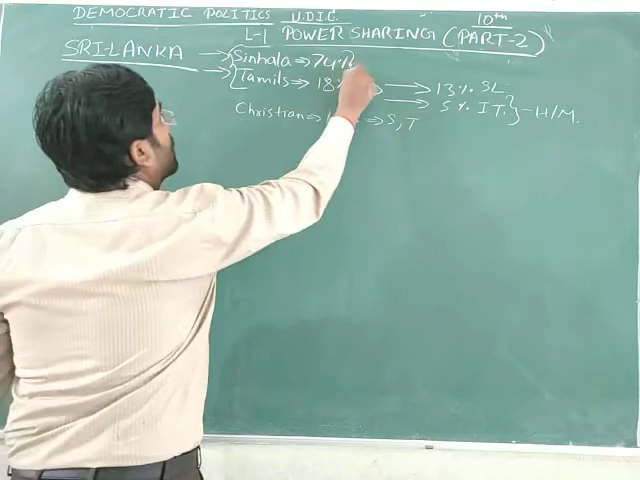 DEMOCRATIC POLITICS U.D.I.C. 10th
L-1 POWER SHARING (PART-2)
SRI-LANKA → Sinhala ⇒ 74%
→ Tamils ⇒ 18 → 13% SL.
→ 5% IT. - H/M.
Christian ⇒ ⇒ S, T